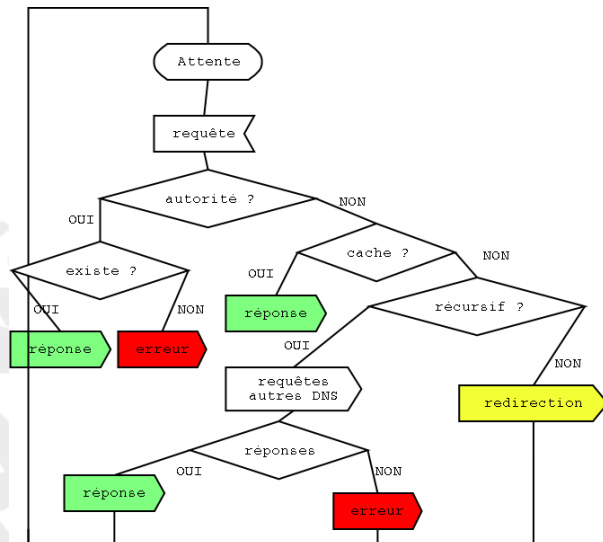 Attente
requête
autorité ?
NON
OUI
cache ?
NON
existe ?
OUI
récursif ?
OUI
NON
réponse
OUI
réponse
erreur
NON
requêtes
autres DNS
redirection
réponses
OUI
NON
réponse
erreur